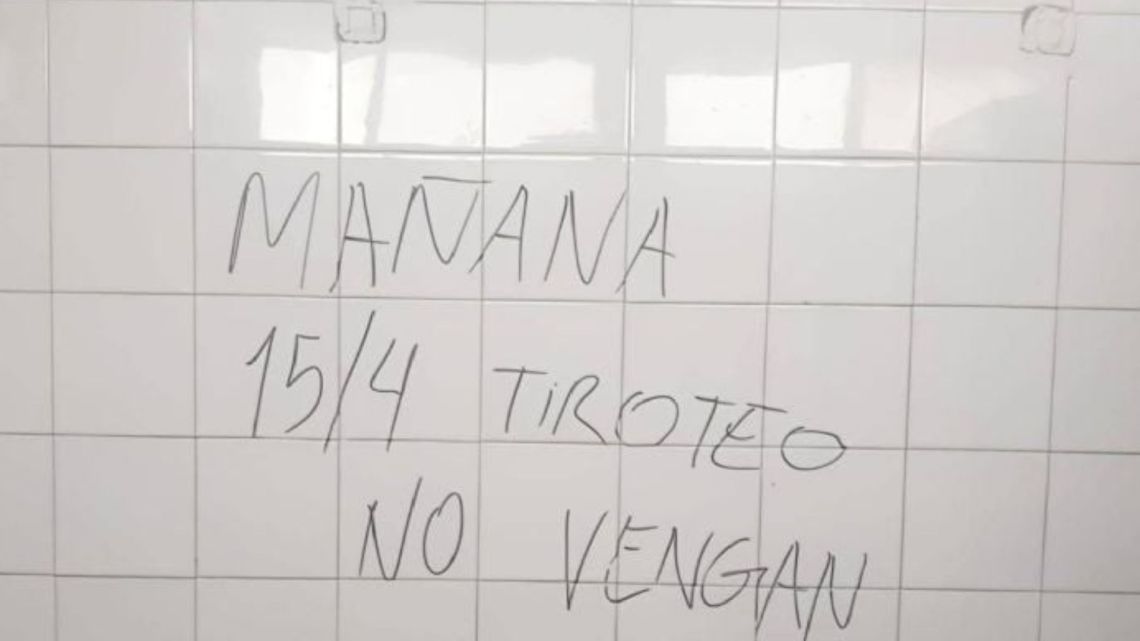 MAÑANA
15/4 TIROTEO
NO VENGAN